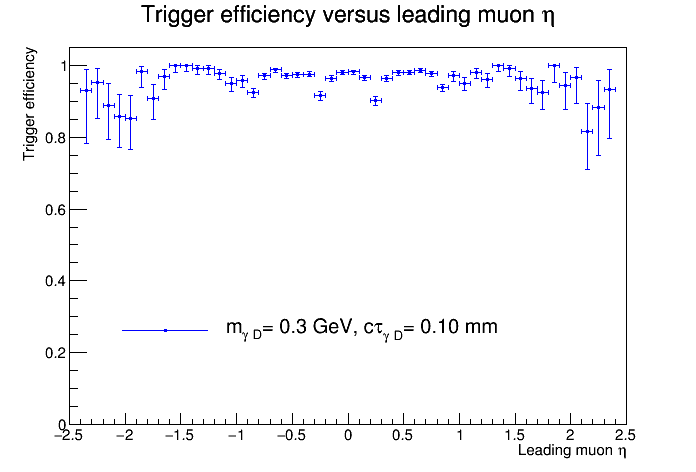 Trigger efficiency versus leading muon η
Trigger efficiency
1
0.8
0.6
0.4
0.2
0
m_γ D= 0.3 GeV, cτ_γ D= 0.10 mm
−2.5 −2 −1.5 −1 −0.5 0 0.5 1 1.5 2 2.5
Leading muon η